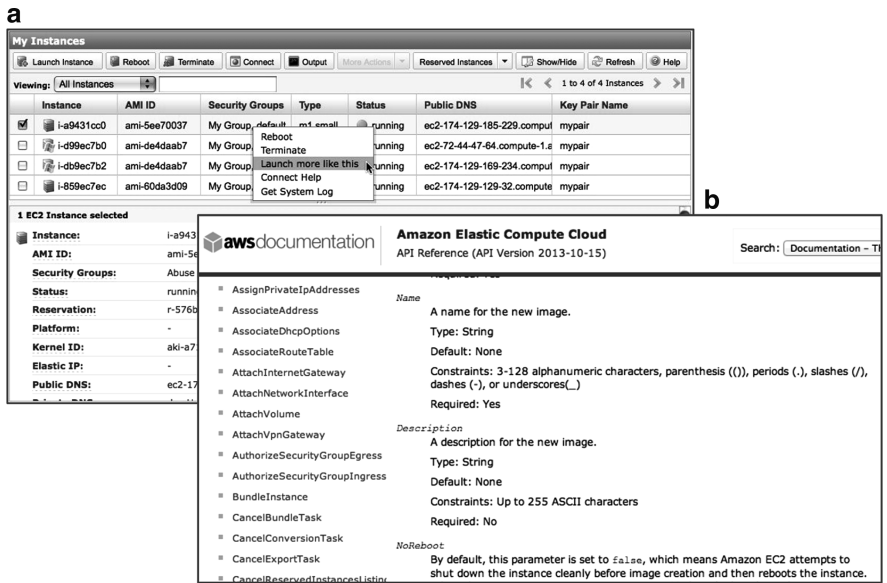 a
My Instances
Launch Instance Reboot Terminate Connect Output More Actions Reserved Instances Show/Hide Refresh Help
Viewing: All Instances 1 to 4 of 4 Instances
Instance AMI ID Security Groups Type Status Public DNS Key Pair Name
i-a9431cc0 ami-5ee70037 My Group, default m1.small running ec2-174-129-185-229.comput mypair
i-d99ec7b0 ami-de4daab7 My Group, running ec2-72-44-47-64.compute-1.a mypair
i-db9ec7b2 ami-de4daab7 My Group, running ec2-174-129-169-234.comput mypair
i-859ec7ec ami-60da3d09 My Group, running ec2-174-129-129-32.compute mypair
Reboot
Terminate
Launch more like this
Connect Help
Get System Log
1 EC2 Instance selected
Instance: i-a943
AMI ID: ami-5e
Security Groups: Abuse
Status: runnin
Reservation: r-576b
Platform: -
Kernel ID: aki-a7
Elastic IP: -
Public DNS: ec2-17
b
awsdocumentation
Amazon Elastic Compute Cloud
API Reference (API Version 2013-10-15)
Search: Documentation - Th
AssignPrivateIpAddresses
AssociateAddress
AssociateDhcpOptions
AssociateRouteTable
AttachInternetGateway
AttachNetworkInterface
AttachVolume
AttachVpnGateway
AuthorizeSecurityGroupEgress
AuthorizeSecurityGroupIngress
BundleInstance
CancelBundleTask
CancelConversionTask
CancelExportTask
CancelReservedInstancesListing
Required: Yes
Name
A name for the new image.
Type: String
Default: None
Constraints: 3-128 alphanumeric characters, parenthesis (()), periods (.), slashes (/),
dashes (-), or underscores(_)
Required: Yes
Description
A description for the new image.
Type: String
Default: None
Constraints: Up to 255 ASCII characters
Required: No
NoReboot
By default, this parameter is set to false, which means Amazon EC2 attempts to
shut down the instance cleanly before image creation and then reboots the instance.